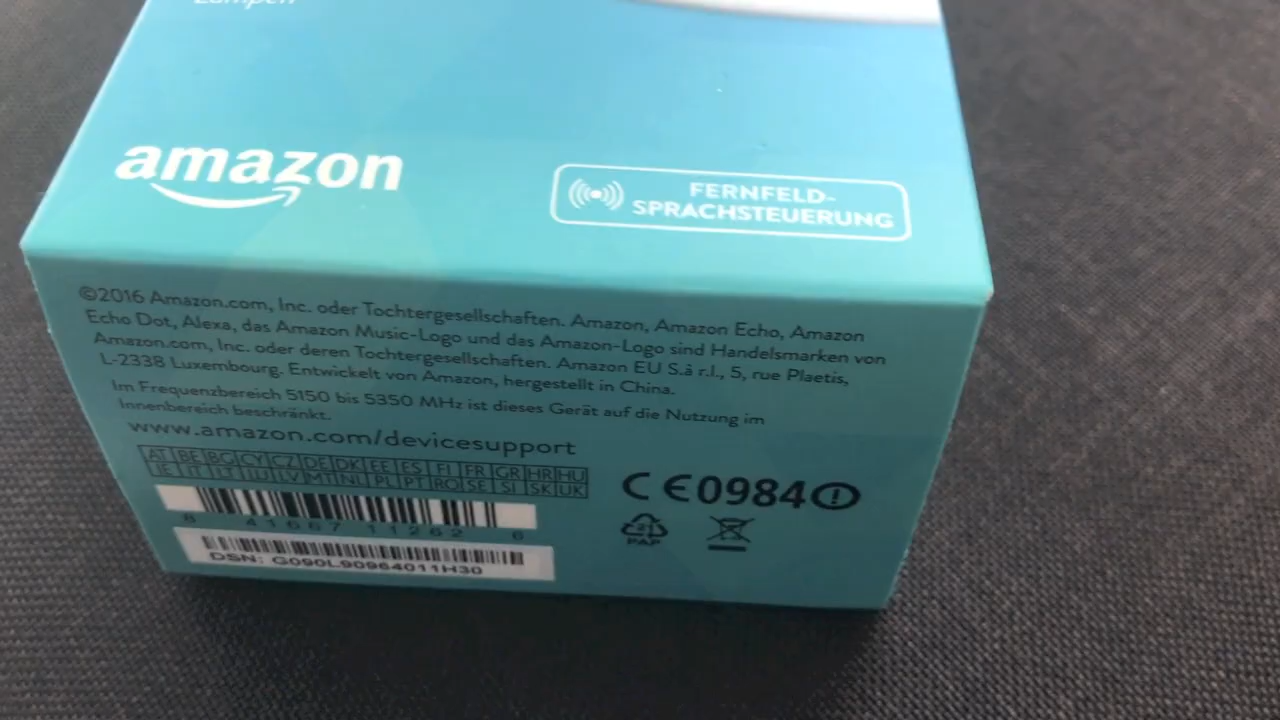 Lampen
amazon
FERNFELD-
SPRACHSTEUERUNG
©2016 Amazon.com, Inc. oder Tochtergesellschaften. Amazon, Amazon Echo, Amazon
Echo Dot, Alexa, das Amazon Music-Logo und das Amazon-Logo sind Handelsmarken von
Amazon.com, Inc. oder deren Tochtergesellschaften. Amazon EU S.à r.l., 5, rue Plaetis,
L-2338 Luxembourg. Entwickelt von Amazon, hergestellt in China.
Im Frequenzbereich 5150 bis 5350 MHz ist dieses Gerät auf die Nutzung im
Innenbereich beschränkt.
www.amazon.com/devicesupport
AT BE BG CY CZ DE DK EE ES FI FR GR HR HU
IE IT LT LU LV MT NL PL PT RO SE SI SK UK
CE0984
8 41667 11262 6
21
PAP
DSN: G090L90964011H30